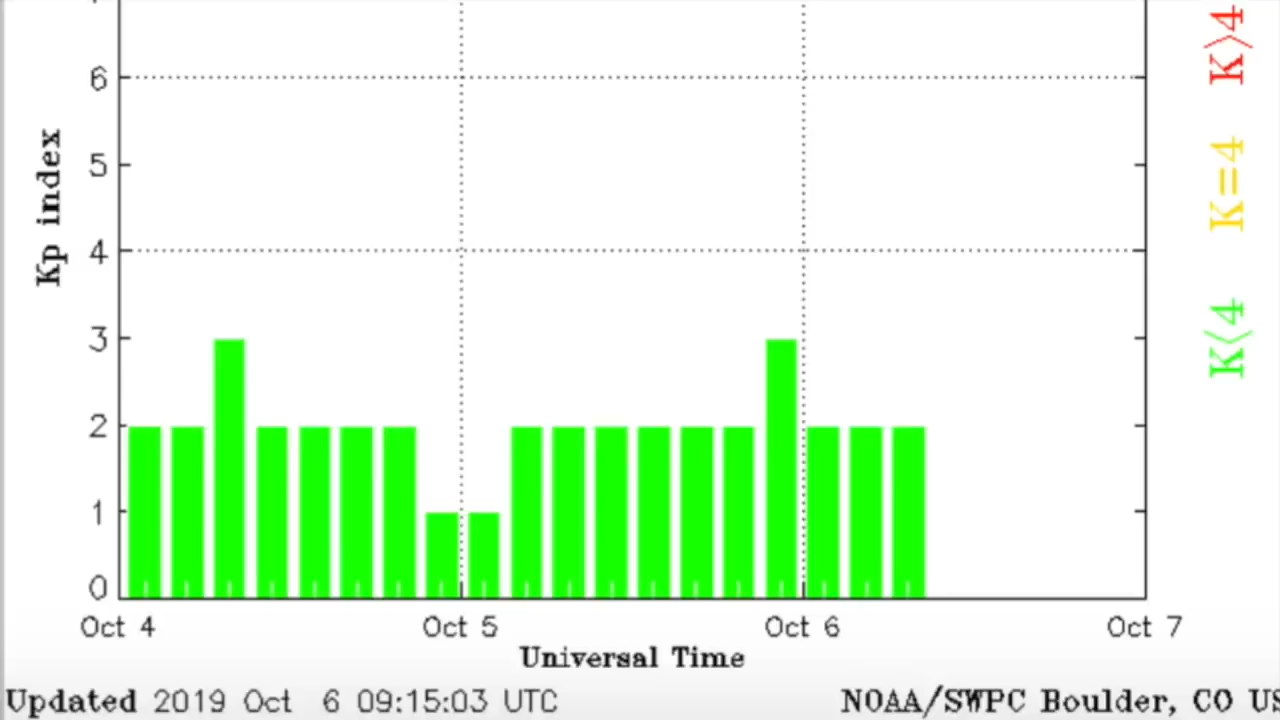 6
5
4
3
2
1
0
Kp index
Oct 4
Oct 5
Oct 6
Oct 7
Universal Time
Updated 2019 Oct 6 09:15:03 UTC
NOAA/SWPC Boulder, CO US
K<4
K=4
K>4